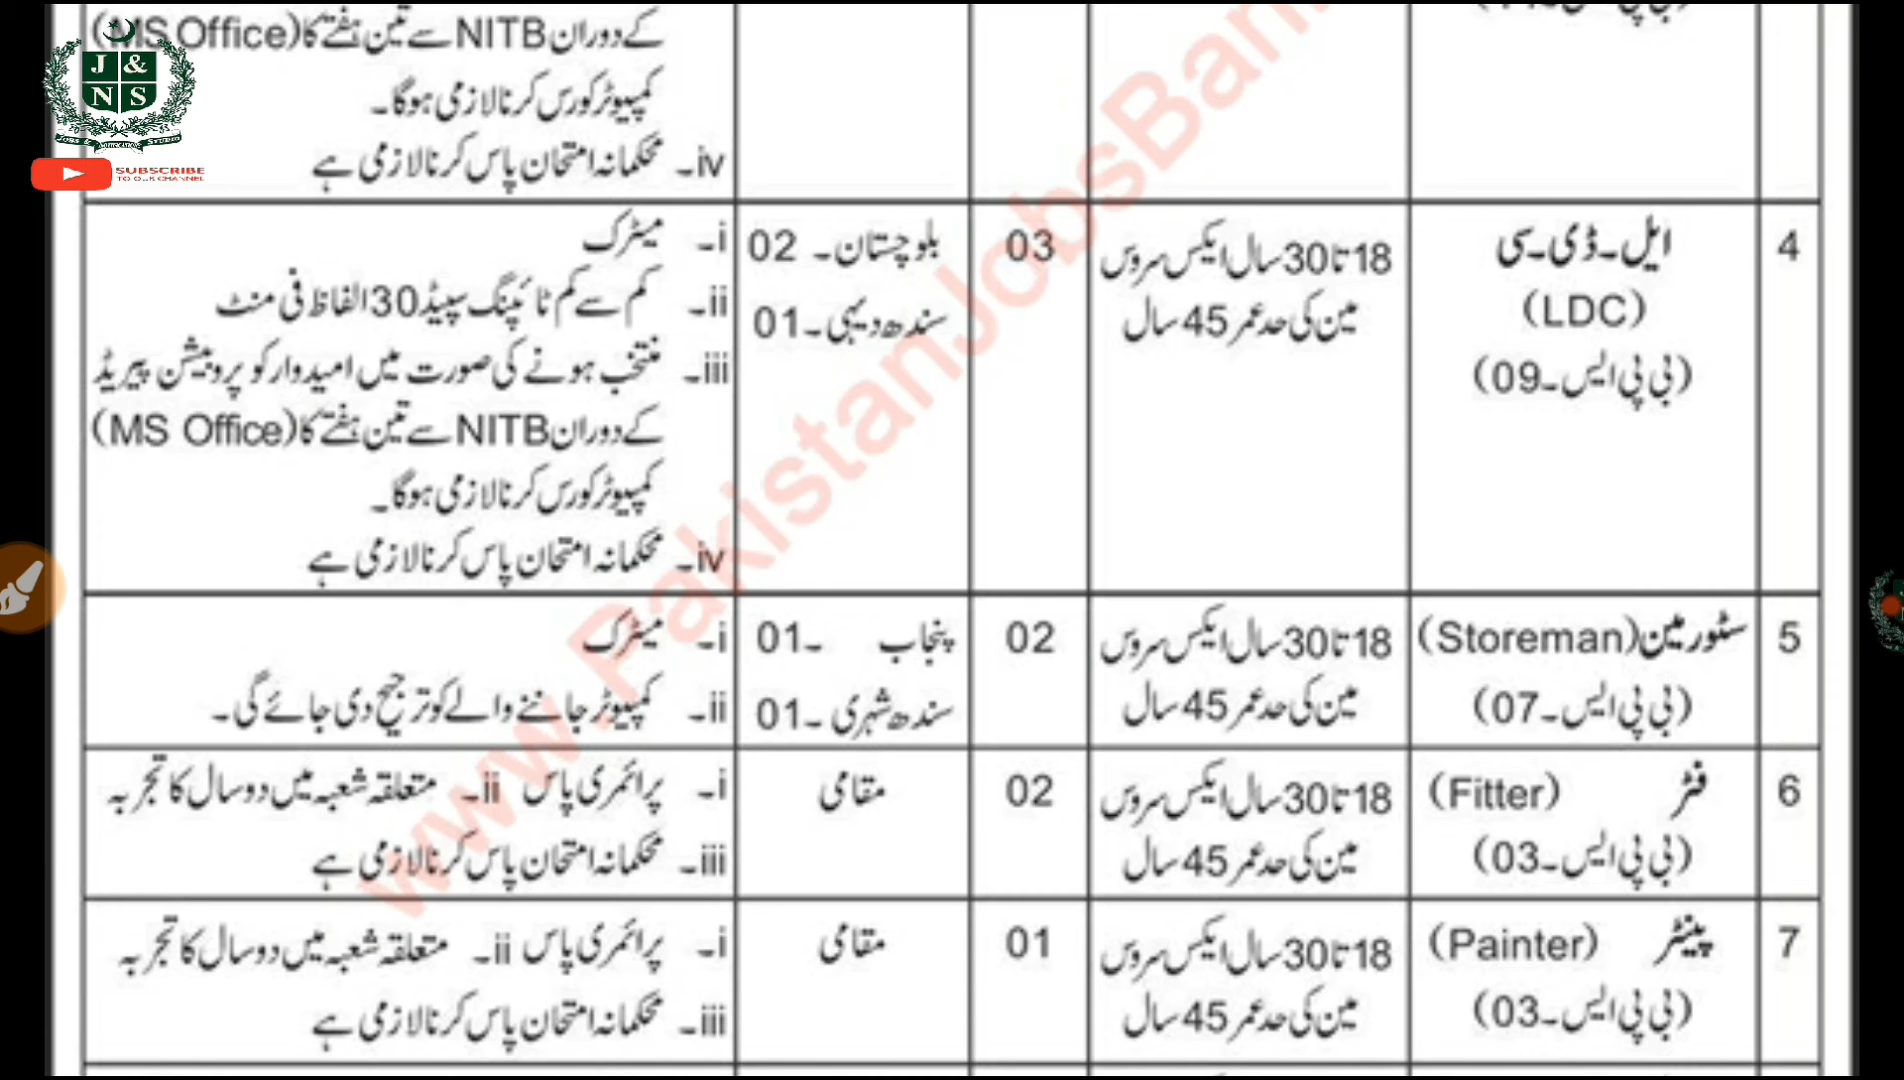 کے دوران NITB سے تین ہفتے کا (MS Office)
کمپیوٹر کورس کرنا لازمی ہوگا۔
iv۔ محکمانہ امتحان پاس کرنا لازمی ہے
J & N S
SUBSCRIBE
TO OUR CHANNEL
4
ایل۔ڈی۔سی
(LDC)
(بی پی ایس۔09)
18 تا 30 سال ایکس سروس
مین کی حد عمر 45 سال
03
بلوچستان۔ 02
سندھ دیہی۔01
i۔ میٹرک
ii۔ کم سے کم ٹائپنگ سپیڈ 30 الفاظ فی منٹ
iii۔ منتخب ہونے کی صورت میں امیدوار کو پروبیشن پیریڈ
کے دوران NITB سے تین ہفتے کا (MS Office)
کمپیوٹر کورس کرنا لازمی ہوگا۔
iv۔ محکمانہ امتحان پاس کرنا لازمی ہے
5
سٹور مین (Storeman)
(بی پی ایس۔07)
18 تا 30 سال ایکس سروس
مین کی حد عمر 45 سال
02
پنجاب ۔01
سندھ شہری ۔01
i۔ میٹرک
ii۔ کمپیوٹر جاننے والے کو ترجیح دی جائے گی۔
6
فٹر (Fitter)
(بی پی ایس۔03)
18 تا 30 سال ایکس سروس
مین کی حد عمر 45 سال
02
مقامی
i۔ پرائمری پاس ii۔ متعلقہ شعبہ میں دو سال کا تجربہ
iii۔ محکمانہ امتحان پاس کرنا لازمی ہے
7
پینٹر (Painter)
(بی پی ایس۔03)
18 تا 30 سال ایکس سروس
مین کی حد عمر 45 سال
01
مقامی
i۔ پرائمری پاس ii۔ متعلقہ شعبہ میں دو سال کا تجربہ
iii۔ محکمانہ امتحان پاس کرنا لازمی ہے
www.PakistanJobsBan